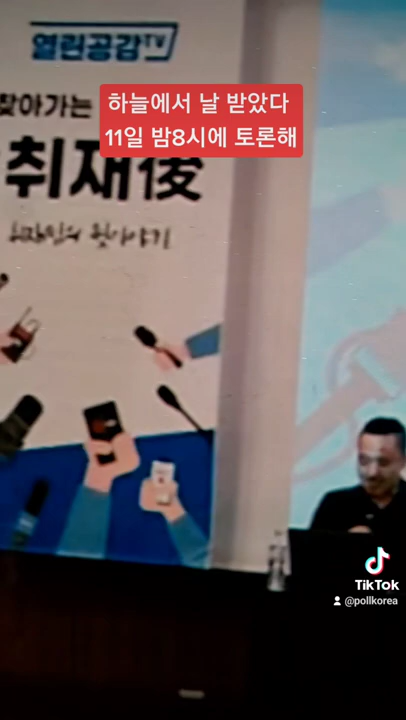 열린공감TV
찾아가는
취재後
하늘에서 날 받았다
11일 밤8시에 토론해
TikTok
@pollkorea